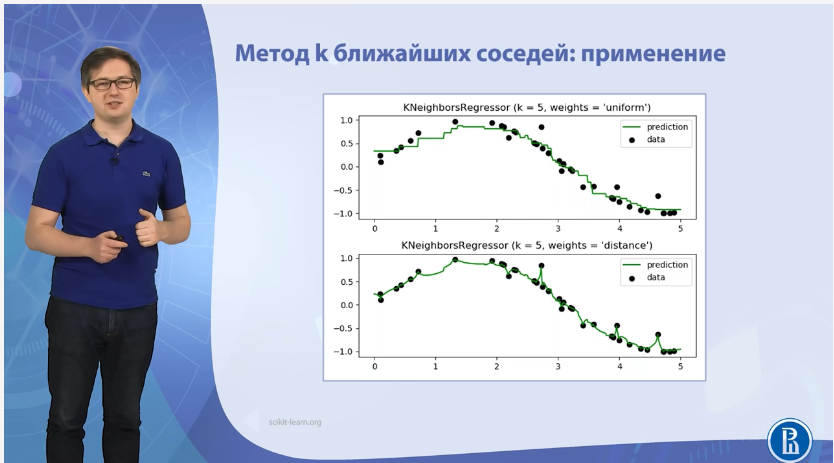 Метод k ближайших соседей: применение
KNeighborsRegressor (k = 5, weights = 'uniform')
1.0
0.5
0.0
−0.5
−1.0
prediction
data
0 1 2 3 4 5
KNeighborsRegressor (k = 5, weights = 'distance')
1.0
0.5
0.0
−0.5
−1.0
prediction
data
0 1 2 3 4 5
scikit-learn.org